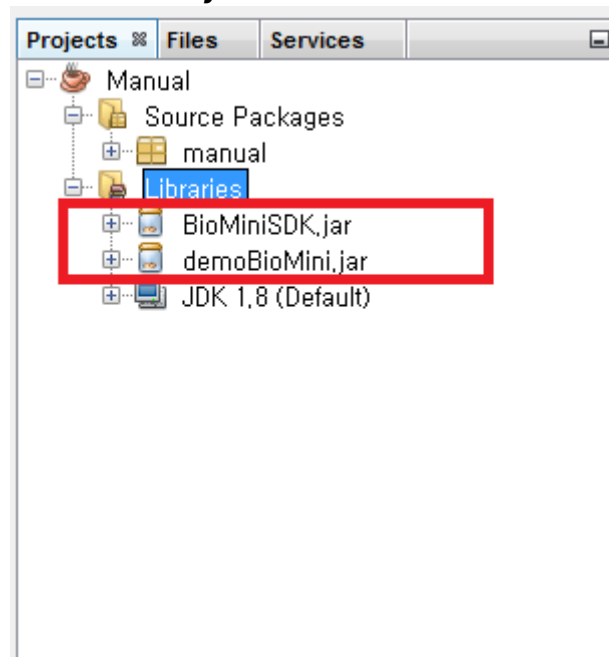 Projects Files Services
Manual
Source Packages
manual
Libraries
BioMiniSDK,jar
demoBioMini,jar
JDK 1,8 (Default)